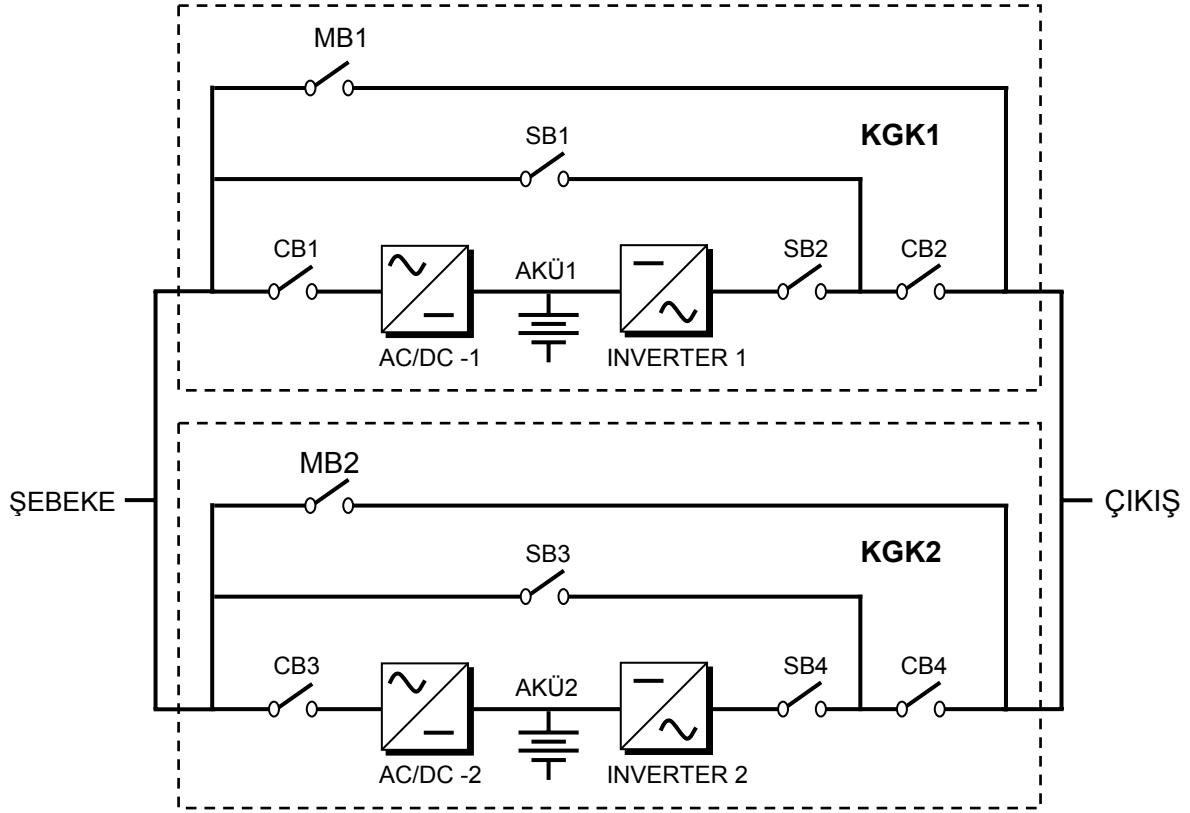 MB1
SB1
KGK1
CB1
AKÜ1
SB2
CB2
AC/DC -1
INVERTER 1
MB2
ŞEBEKE
ÇIKIŞ
SB3
KGK2
CB3
AKÜ2
SB4
CB4
AC/DC -2
INVERTER 2